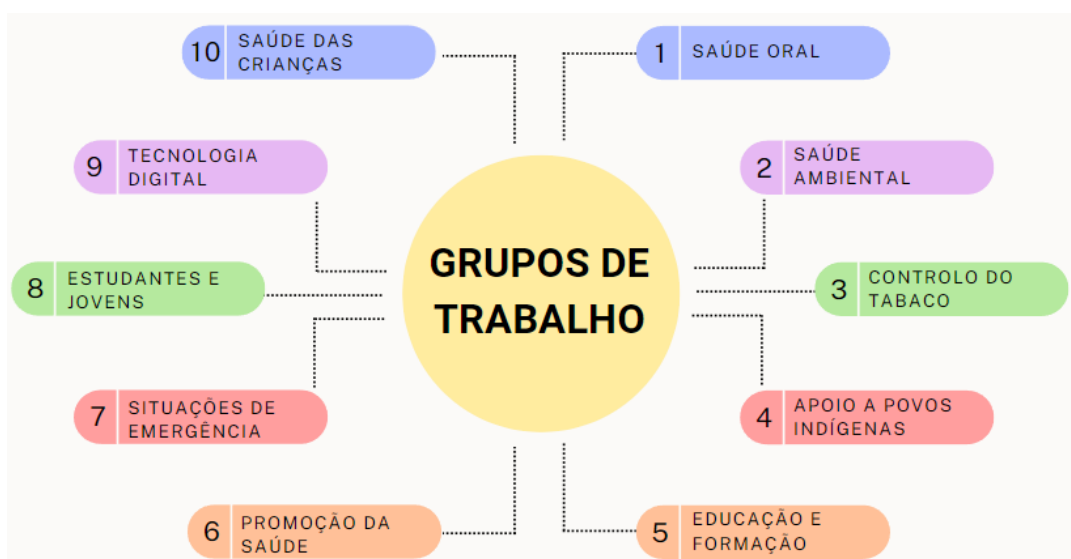 GRUPOS DE
TRABALHO
1
SAÚDE ORAL
2
SAÚDE
AMBIENTAL
3
CONTROLO DO
TABACO
4
APOIO A POVOS
INDÍGENAS
5
EDUCAÇÃO E
FORMAÇÃO
6
PROMOÇÃO DA
SAÚDE
7
SITUAÇÕES DE
EMERGÊNCIA
8
ESTUDANTES E
JOVENS
9
TECNOLOGIA
DIGITAL
10
SAÚDE DAS
CRIANÇAS